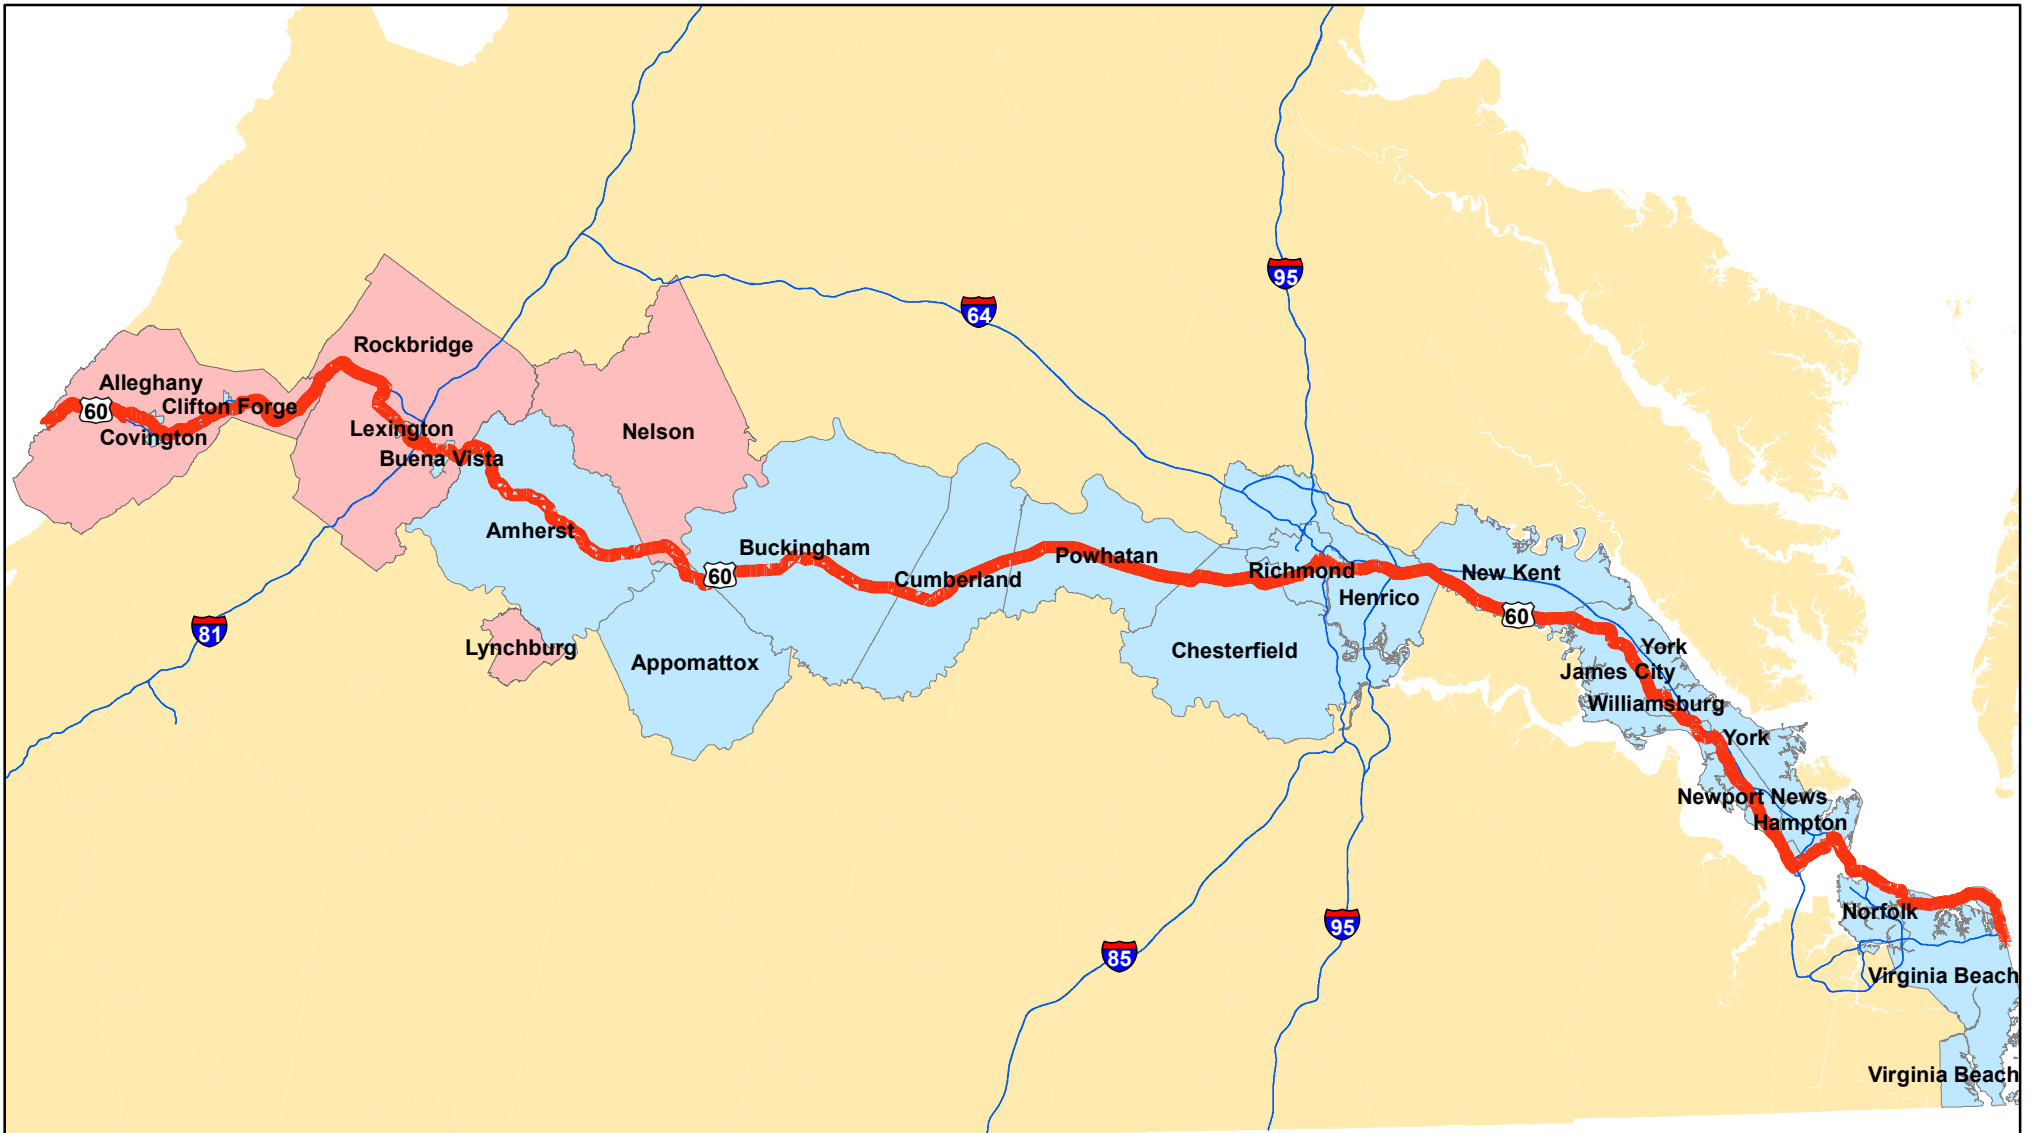 95
64
Rockbridge
Alleghany
60
Clifton Forge
Covington
Lexington
Nelson
Buena Vista
Amherst
Buckingham
Powhatan
60
Cumberland
Richmond
New Kent
Henrico
60
81
Lynchburg
Appomattox
Chesterfield
York
James City
Williamsburg
York
Newport News
Hampton
Norfolk
95
85
Virginia Beach
Virginia Beach